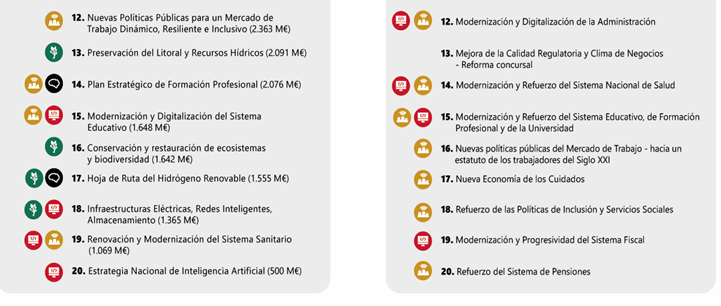 12. Nuevas Políticas Públicas para un Mercado de
Trabajo Dinámico, Resiliente e Inclusivo (2.363 M€)
13. Preservación del Litoral y Recursos Hídricos (2.091 M€)
14. Plan Estratégico de Formación Profesional (2.076 M€)
15. Modernización y Digitalización del Sistema
Educativo (1.648 M€)
16. Conservación y restauración de ecosistemas
y biodiversidad (1.642 M€)
17. Hoja de Ruta del Hidrógeno Renovable (1.555 M€)
18. Infraestructuras Eléctricas, Redes Inteligentes,
Almacenamiento (1.365 M€)
19. Renovación y Modernización del Sistema Sanitario
(1.069 M€)
20. Estrategia Nacional de Inteligencia Artificial (500 M€)
12. Modernización y Digitalización de la Administración
13. Mejora de la Calidad Regulatoria y Clima de Negocios
- Reforma concursal
14. Modernización y Refuerzo del Sistema Nacional de Salud
15. Modernización y Refuerzo del Sistema Educativo, de Formación
Profesional y de la Universidad
16. Nuevas políticas públicas del Mercado de Trabajo - hacia un
estatuto de los trabajadores del Siglo XXI
17. Nueva Economía de los Cuidados
18. Refuerzo de las Políticas de Inclusión y Servicios Sociales
19. Modernización y Progresividad del Sistema Fiscal
20. Refuerzo del Sistema de Pensiones